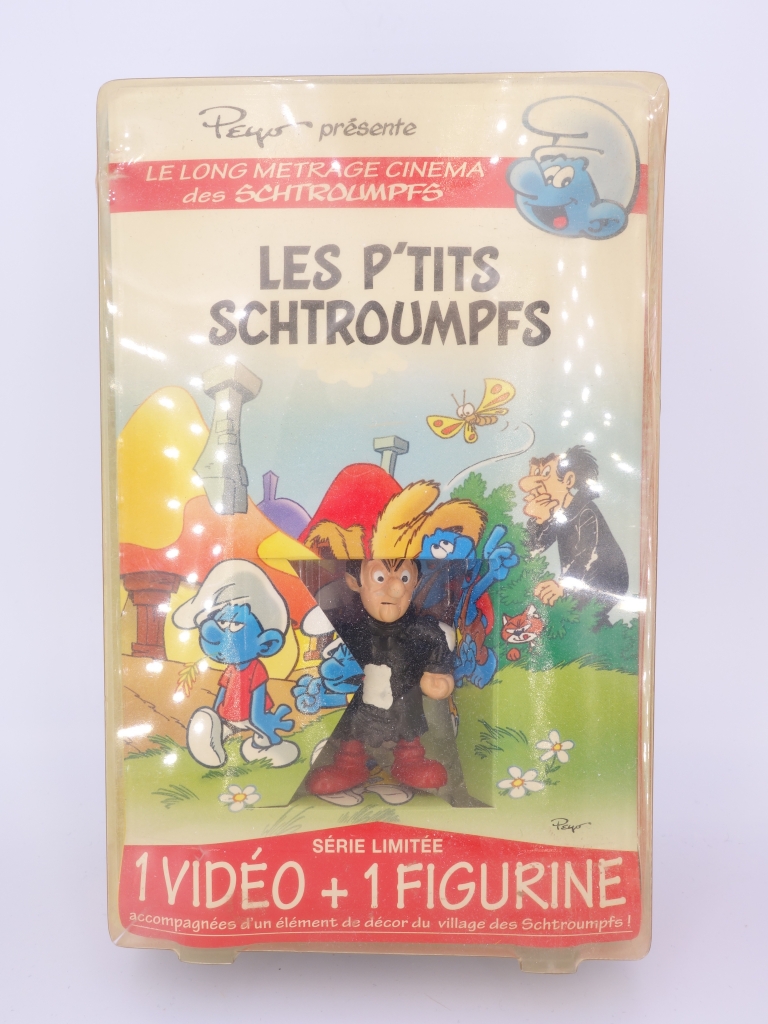 Peyo présente
LE LONG METRAGE CINEMA
des SCHTROUMPFS
LES P'TITS
SCHTROUMPFS
Peyo
SÉRIE LIMITÉE
1 VIDÉO + 1 FIGURINE
accompagnées d'un élément de décor du village des Schtroumpfs !